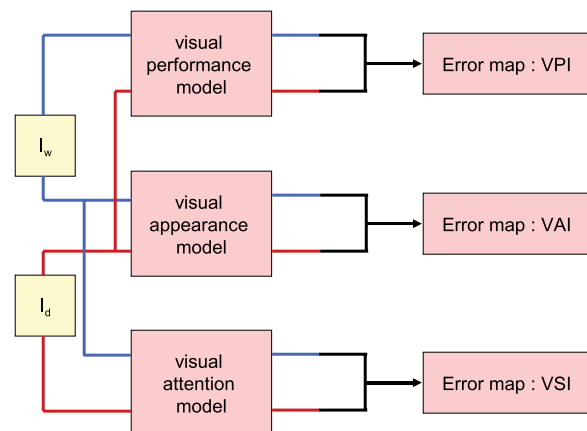 visual
performance
model
Error map : VPI
I_w
visual
appearance
model
Error map : VAI
I_d
visual
attention
model
Error map : VSI